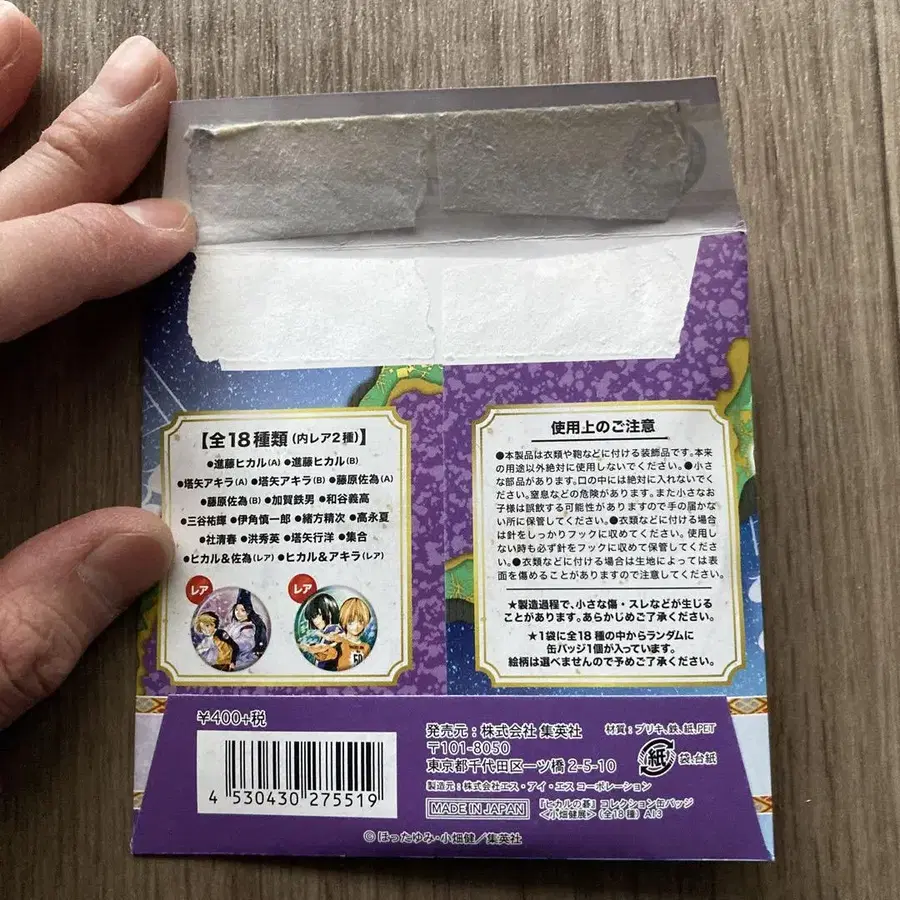 【全18種類(内レア2種)】
●進藤ヒカル(A) ●進藤ヒカル(B)
●塔矢アキラ(A) ●塔矢アキラ(B) ●藤原佐為(A)
●藤原佐為(B) ●加賀鉄男 ●和谷義高
●三谷祐輝 ●伊角慎一郎 ●緒方精次 ●高永夏
●社清春 ●洪秀英 ●塔矢行洋 ●集合
●ヒカル&佐為(レア) ●ヒカル&アキラ(レア)
レア
レア
使用上のご注意
●本製品は衣類や鞄などに付ける装飾品です。本来
の用途以外絶対に使用しないでください。●小さ
な部品があります。口の中には絶対に入れないでく
ださい。窒息などの危険があります。また小さなお
子様は誤飲する可能性がありますので手の届かな
い所に保管してください。●衣類などに付ける場合
は針をしっかりフックに収めてください。使用し
ない時も必ず針をフックに収めて保管してくださ
い。●衣類などに付ける場合は生地によっては表
面を傷めることがありますので注意してください。
★製造過程で、小さな傷・スレなどが生じる
ことがあります。あらかじめご了承ください。
★1袋に全18種の中からランダムに
缶バッジ1個が入っています。
絵柄は選べませんので予めご了承ください。
¥400+税
4 530430 275519
発売元:株式会社 集英社
〒101-8050
東京都千代田区一ツ橋2-5-10
製造元:株式会社エス・アイ・エス コーポレーション
MADE IN JAPAN
『ヒカルの碁』コレクション缶バッジ
<小畑健展>(全18種) AI3
材質:ブリキ、鉄、紙、PET
紙
袋、台紙
©ほったゆみ・小畑健/集英社